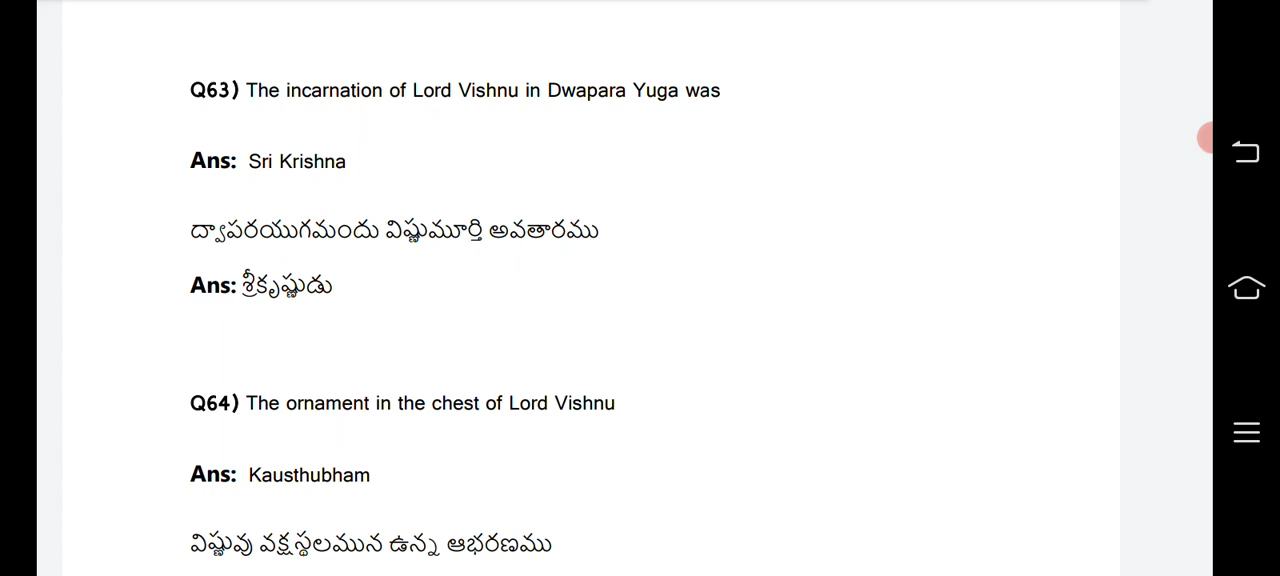 Q63) The incarnation of Lord Vishnu in Dwapara Yuga was
Ans: Sri Krishna
ద్వాపరయుగమందు విష్ణుమూర్తి అవతారము
Ans: శ్రీకృష్ణుడు
Q64) The ornament in the chest of Lord Vishnu
Ans: Kausthubham
విష్ణువు వక్షస్థలమున ఉన్న ఆభరణము